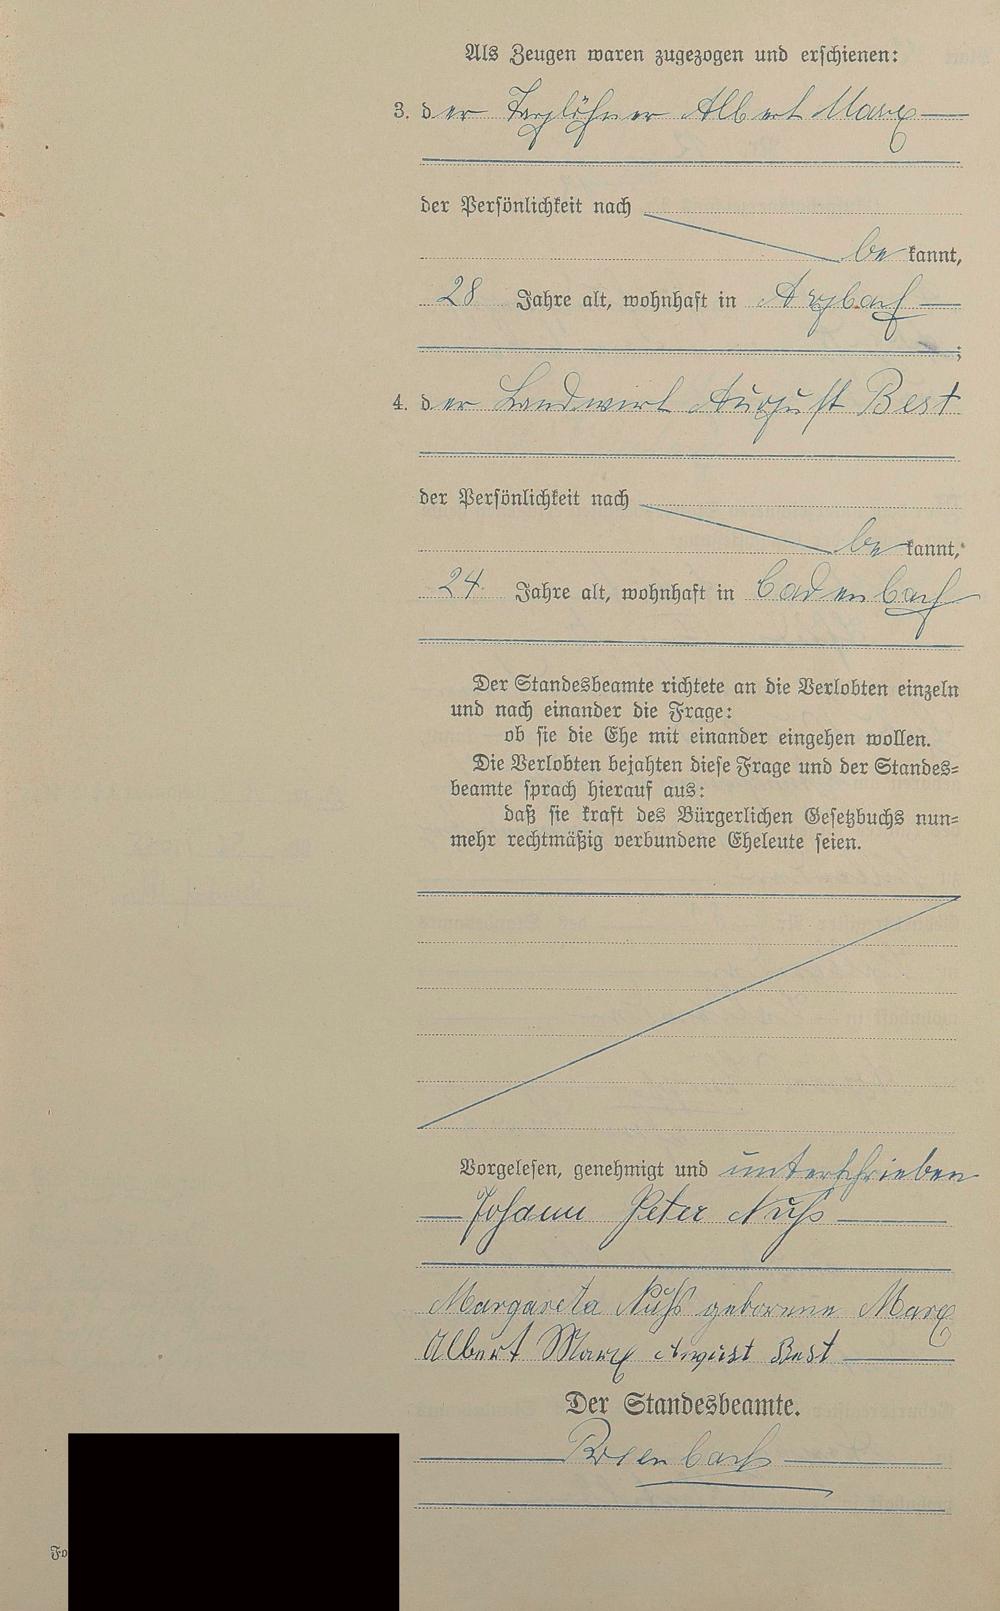 Als Zeugen waren zugezogen und erschienen:
3. der Taglöhner Albert Marx
der Persönlichkeit nach
bekannt,
28 Jahre alt, wohnhaft in Arzbach
;
4. der Landwirt August Best
der Persönlichkeit nach
bekannt,
24 Jahre alt, wohnhaft in Cadenbach
Der Standesbeamte richtete an die Verlobten einzeln
und nach einander die Frage:
ob sie die Ehe mit einander eingehen wollen.
Die Verlobten bejahten diese Frage und der Standes=
beamte sprach hierauf aus:
daß sie kraft des Bürgerlichen Gesetzbuchs nun=
mehr rechtmäßig verbundene Eheleute seien.
Vorgelesen, genehmigt und unterschrieben
Johann Peter Nuß
Margareta Nuß geborene Marx
Albert Marx August Best
Der Standesbeamte.